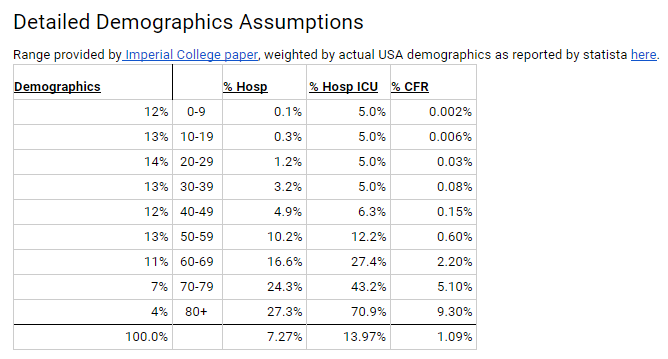 Detailed Demographics Assumptions
Range provided by Imperial College paper, weighted by actual USA demographics as reported by statista here.
Demographics % Hosp % Hosp ICU % CFR
12% 0-9 0.1% 5.0% 0.002%
13% 10-19 0.3% 5.0% 0.006%
14% 20-29 1.2% 5.0% 0.03%
13% 30-39 3.2% 5.0% 0.08%
12% 40-49 4.9% 6.3% 0.15%
13% 50-59 10.2% 12.2% 0.60%
11% 60-69 16.6% 27.4% 2.20%
7% 70-79 24.3% 43.2% 5.10%
4% 80+ 27.3% 70.9% 9.30%
100.0% 7.27% 13.97% 1.09%